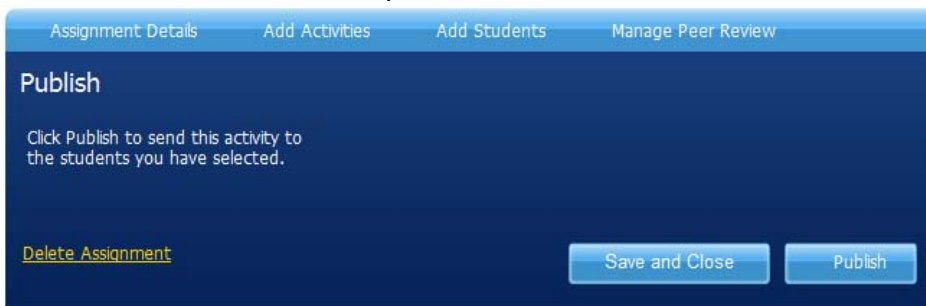 Assignment Details Add Activities Add Students Manage Peer Review
Publish
Click Publish to send this activity to
the students you have selected.
Delete Assignment Save and Close Publish